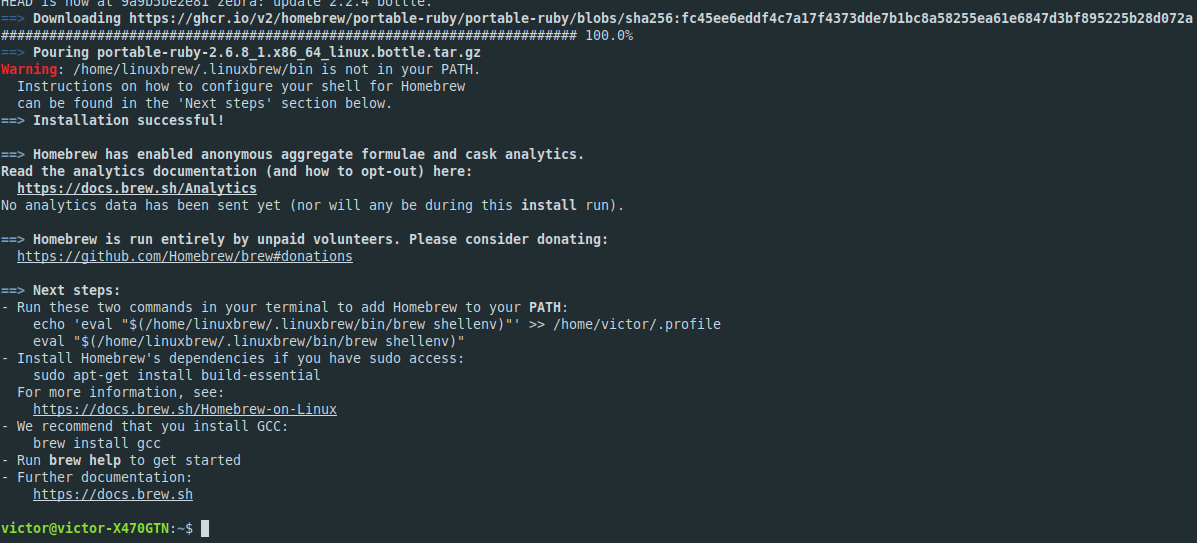 HEAD is now at 9a9b5be2e81 zebra: update 2.2.4 bottle.
==> Downloading https://ghcr.io/v2/homebrew/portable-ruby/portable-ruby/blobs/sha256:fc45ee6eddf4c7a17f4373dde7b1bc8a58255ea61e6847d3bf895225b28d072a
######################################################################## 100.0%
==> Pouring portable-ruby-2.6.8_1.x86_64_linux.bottle.tar.gz
Warning: /home/linuxbrew/.linuxbrew/bin is not in your PATH.
  Instructions on how to configure your shell for Homebrew
  can be found in the 'Next steps' section below.
==> Installation successful!

==> Homebrew has enabled anonymous aggregate formulae and cask analytics.
Read the analytics documentation (and how to opt-out) here:
  https://docs.brew.sh/Analytics
No analytics data has been sent yet (nor will any be during this install run).

==> Homebrew is run entirely by unpaid volunteers. Please consider donating:
  https://github.com/Homebrew/brew#donations

==> Next steps:
- Run these two commands in your terminal to add Homebrew to your PATH:
    echo 'eval "$(/home/linuxbrew/.linuxbrew/bin/brew shellenv)"' >> /home/victor/.profile
    eval "$(/home/linuxbrew/.linuxbrew/bin/brew shellenv)"
- Install Homebrew's dependencies if you have sudo access:
    sudo apt-get install build-essential
  For more information, see:
    https://docs.brew.sh/Homebrew-on-Linux
- We recommend that you install GCC:
    brew install gcc
- Run brew help to get started
- Further documentation:
    https://docs.brew.sh

victor@victor-X470GTN:~$